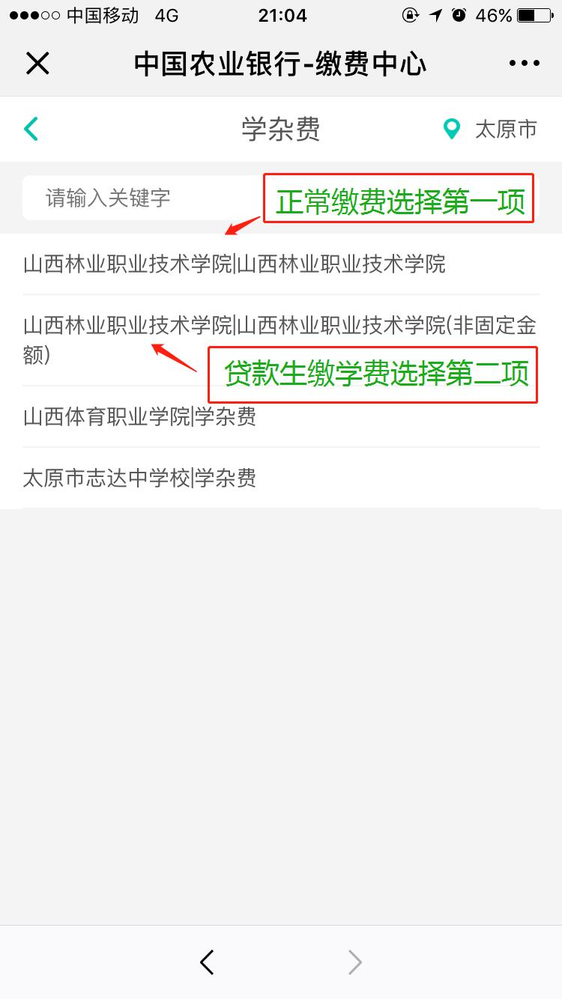 中国移动 4G 21:04 46%
中国农业银行-缴费中心
学杂费 太原市
请输入关键字
正常缴费选择第一项
山西林业职业技术学院|山西林业职业技术学院
山西林业职业技术学院|山西林业职业技术学院(非固定金
额)
贷款生缴学费选择第二项
山西体育职业学院|学杂费
太原市志达中学校|学杂费